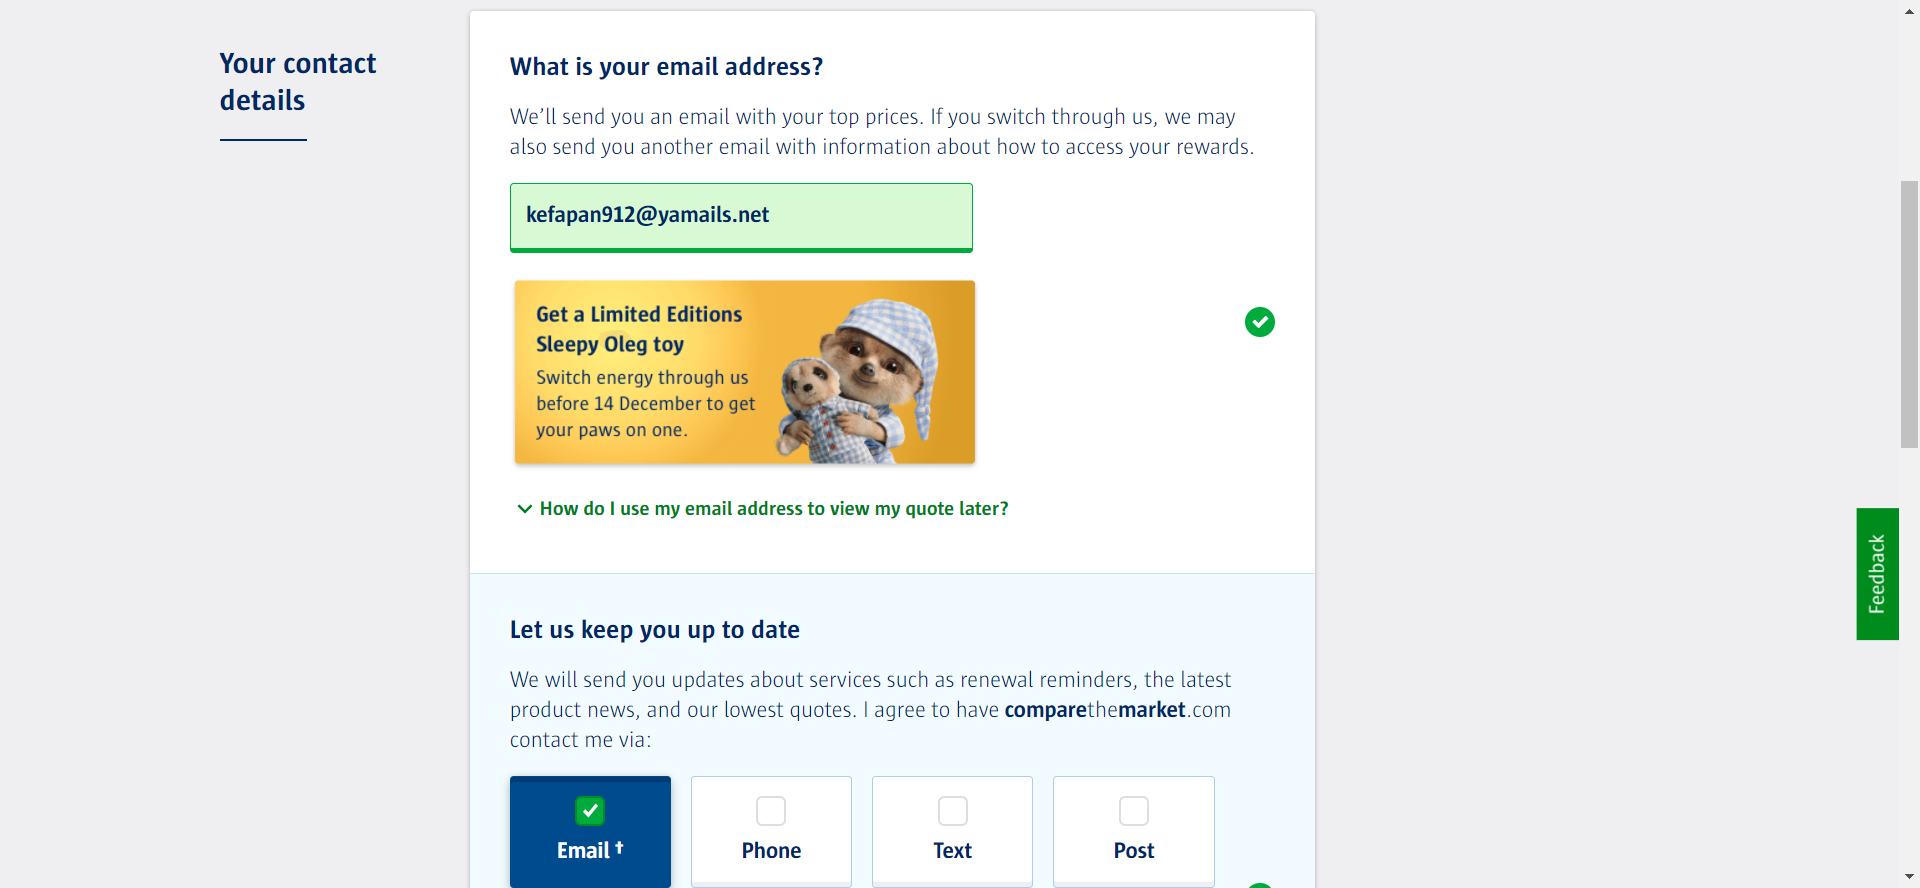 Your contact
details
What is your email address?
We’ll send you an email with your top prices. If you switch through us, we may
also send you another email with information about how to access your rewards.
kefapan912@yamails.net
Get a Limited Editions
Sleepy Oleg toy
Switch energy through us
before 14 December to get
your paws on one.
How do I use my email address to view my quote later?
Let us keep you up to date
We will send you updates about services such as renewal reminders, the latest
product news, and our lowest quotes. I agree to have comparethemarket.com
contact me via:
Email †
Phone
Text
Post
Feedback